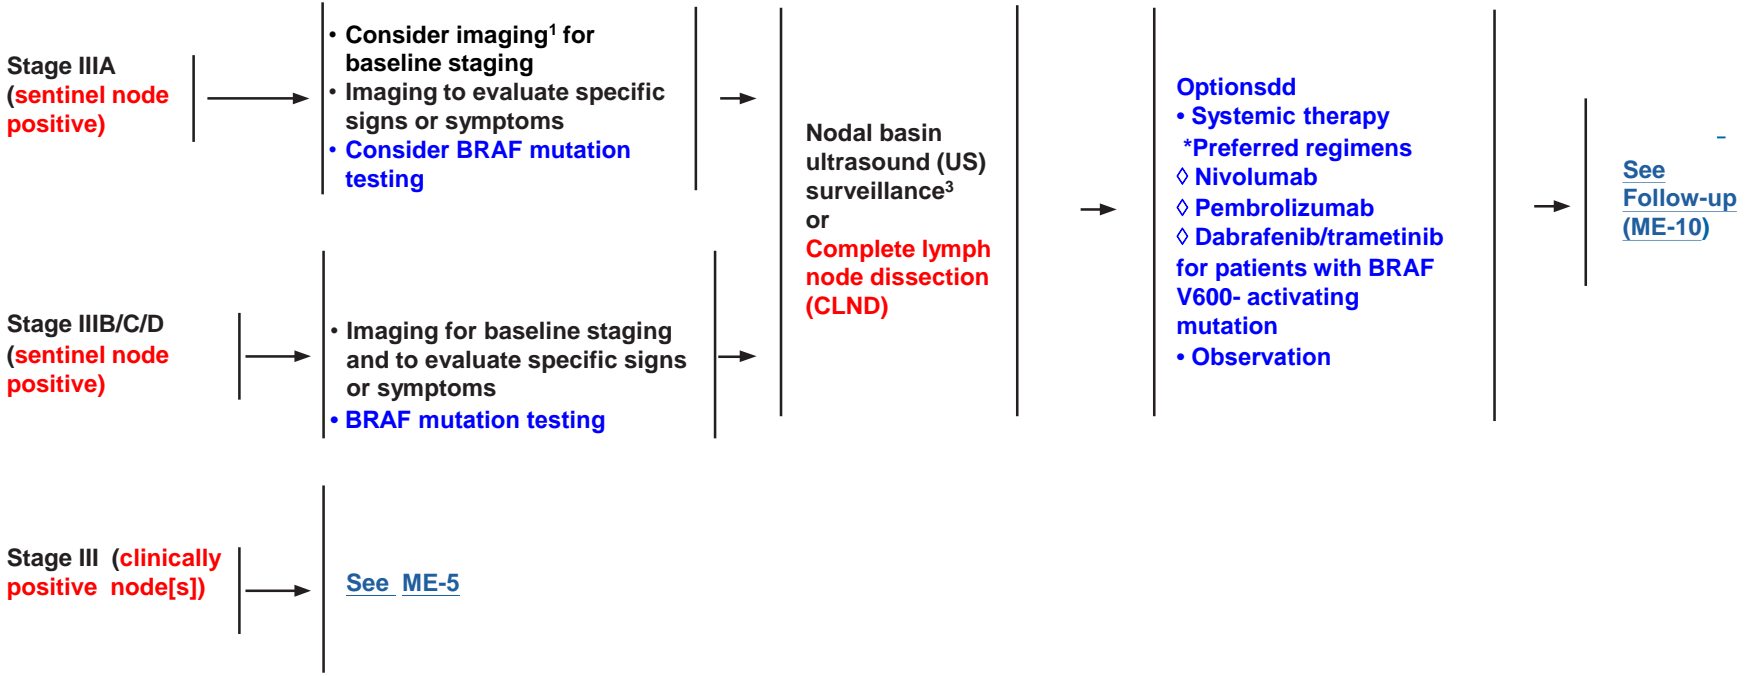 Stage IIIA
(sentinel node
positive)
• Consider imaging1 for
baseline staging
• Imaging to evaluate specific
signs or symptoms
• Consider BRAF mutation
testing
Stage IIIB/C/D
(sentinel node
positive)
• Imaging for baseline staging
and to evaluate specific signs
or symptoms
• BRAF mutation testing
Nodal basin
ultrasound (US)
surveillance3
or
Complete lymph
node dissection
(CLND)
Optionsdd
• Systemic therapy
*Preferred regimens
◊ Nivolumab
◊ Pembrolizumab
◊ Dabrafenib/trametinib
for patients with BRAF
V600- activating
mutation
• Observation
See
Follow-up
(ME-10)
Stage III (clinically
positive node[s])
See ME-5